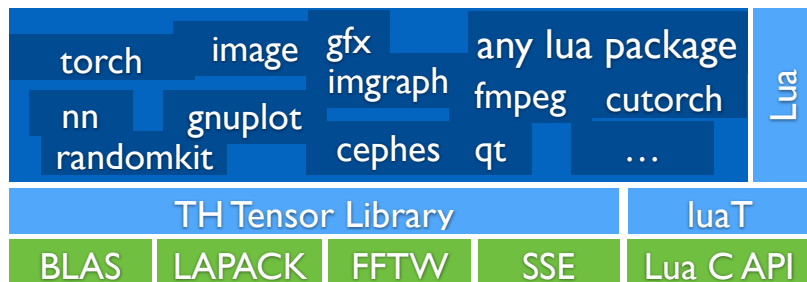 torch image gfx any lua package
imgraph fmpeg cutorch
nn gnuplot
randomkit cephes qt …
Lua
TH Tensor Library luaT
BLAS LAPACK FFTW SSE Lua C API